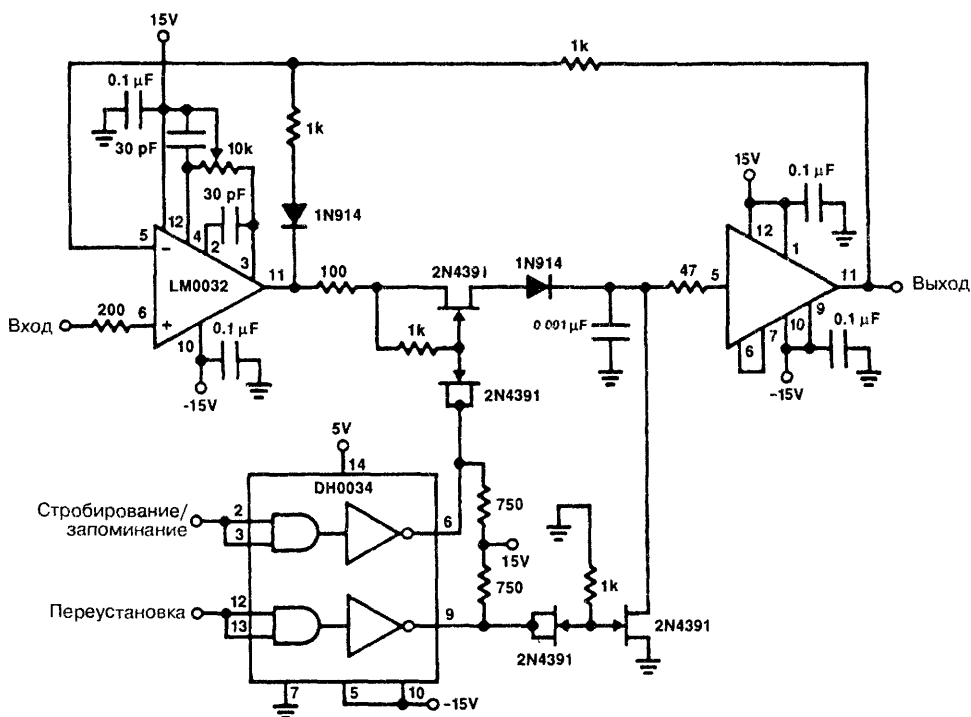 15V
1k
0.1 µF
30 pF
10k
1k
30 pF
1N914
15V
0.1 µF
12
4
2
3
5
LM0032
11
100
2N4391
1N914
47
5
12
1
11
Выход
Вход
200
6
10
0.1 µF
-15V
1k
0.001 µF
6
7
10
9
0.1 µF
-15V
2N4391
5V
14
DH0034
Стробирование/
запоминание
2
3
6
750
15V
750
1k
Переустановка
12
13
9
2N4391
2N4391
7
5
10
-15V